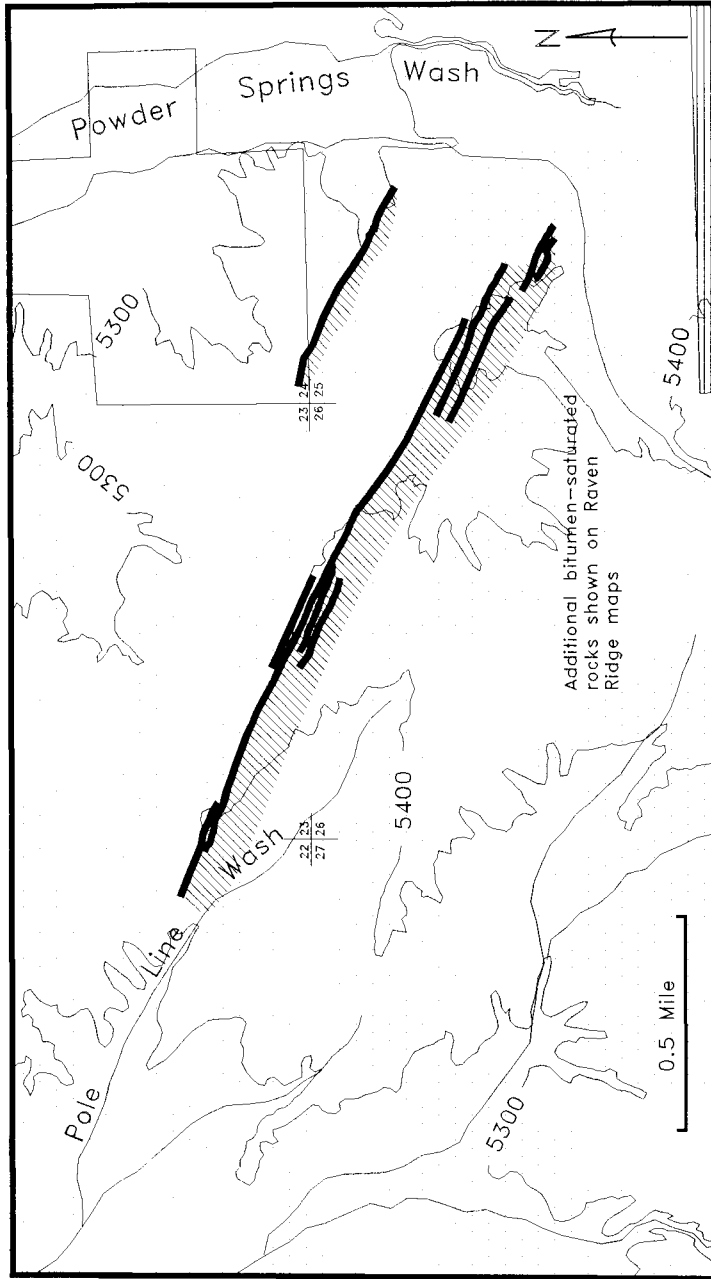 Powder
Springs
Wash
N
5300
5300
23 24
26 25
5400
Additional bitumen-saturated
rocks shown on Raven
Ridge maps
Pole
Line
Wash
22 23
27 26
5400
5300
0.5 Mile